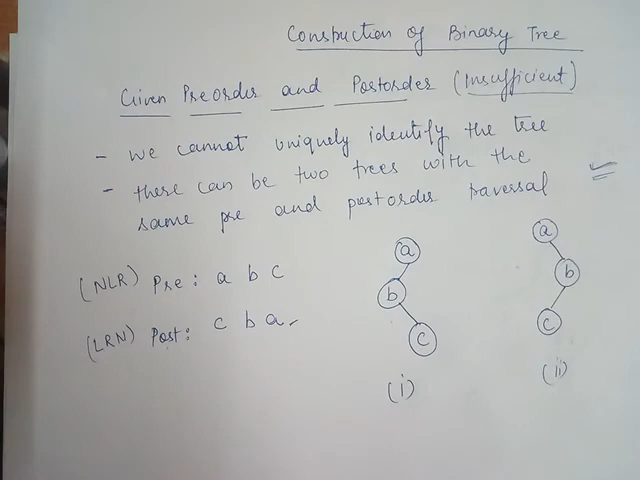 Construction of Binary Tree
Given Preorder and Postorder (Insufficient)
- we cannot uniquely identify the tree
- there can be two trees with the
same pre and postorder traversal
(NLR) Pre: a b c
(LRN) Post: c b a
a
b
c
(i)
a
b
c
(ii)